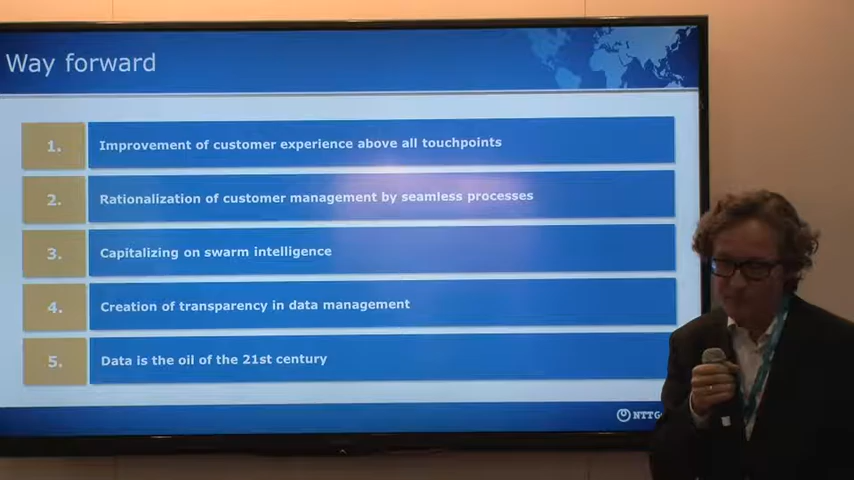 Way forward
1. Improvement of customer experience above all touchpoints
2. Rationalization of customer management by seamless processes
3. Capitalizing on swarm intelligence
4. Creation of transparency in data management
5. Data is the oil of the 21st century